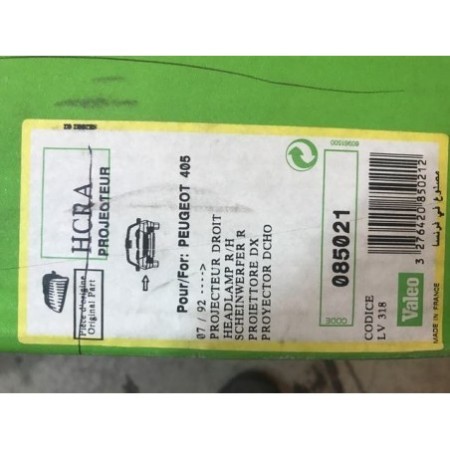 HCRA
PROJECTEUR
Pièce d'origine
Original Part
Pour/For: PEUGEOT 405
07 / 92 ---->
PROJECTEUR DROIT
HEADLAMP R/H
SCHEINWERFER R
PROIETTORE DX
PROYECTOR DCHO
CODE
085021
CODICE
LV 318
مصنوع في فرنسا
3 276420 850212
Valeo
MADE IN FRANCE